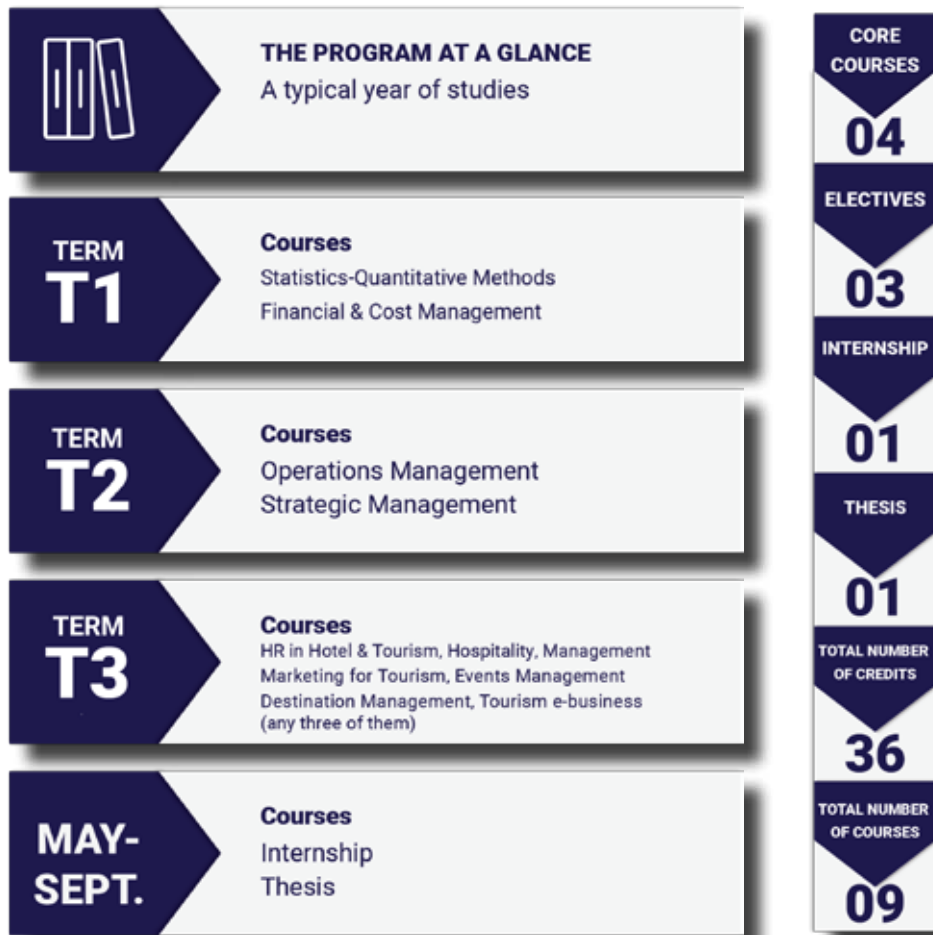 THE PROGRAM AT A GLANCE
A typical year of studies
TERM
T1
Courses
Statistics-Quantitative Methods
Financial & Cost Management
TERM
T2
Courses
Operations Management
Strategic Management
TERM
T3
Courses
HR in Hotel & Tourism, Hospitality, Management
Marketing for Tourism, Events Management
Destination Management, Tourism e-business
(any three of them)
MAY-
SEPT.
Courses
Internship
Thesis
CORE
COURSES
04
ELECTIVES
03
INTERNSHIP
01
THESIS
01
TOTAL NUMBER
OF CREDITS
36
TOTAL NUMBER
OF COURSES
09